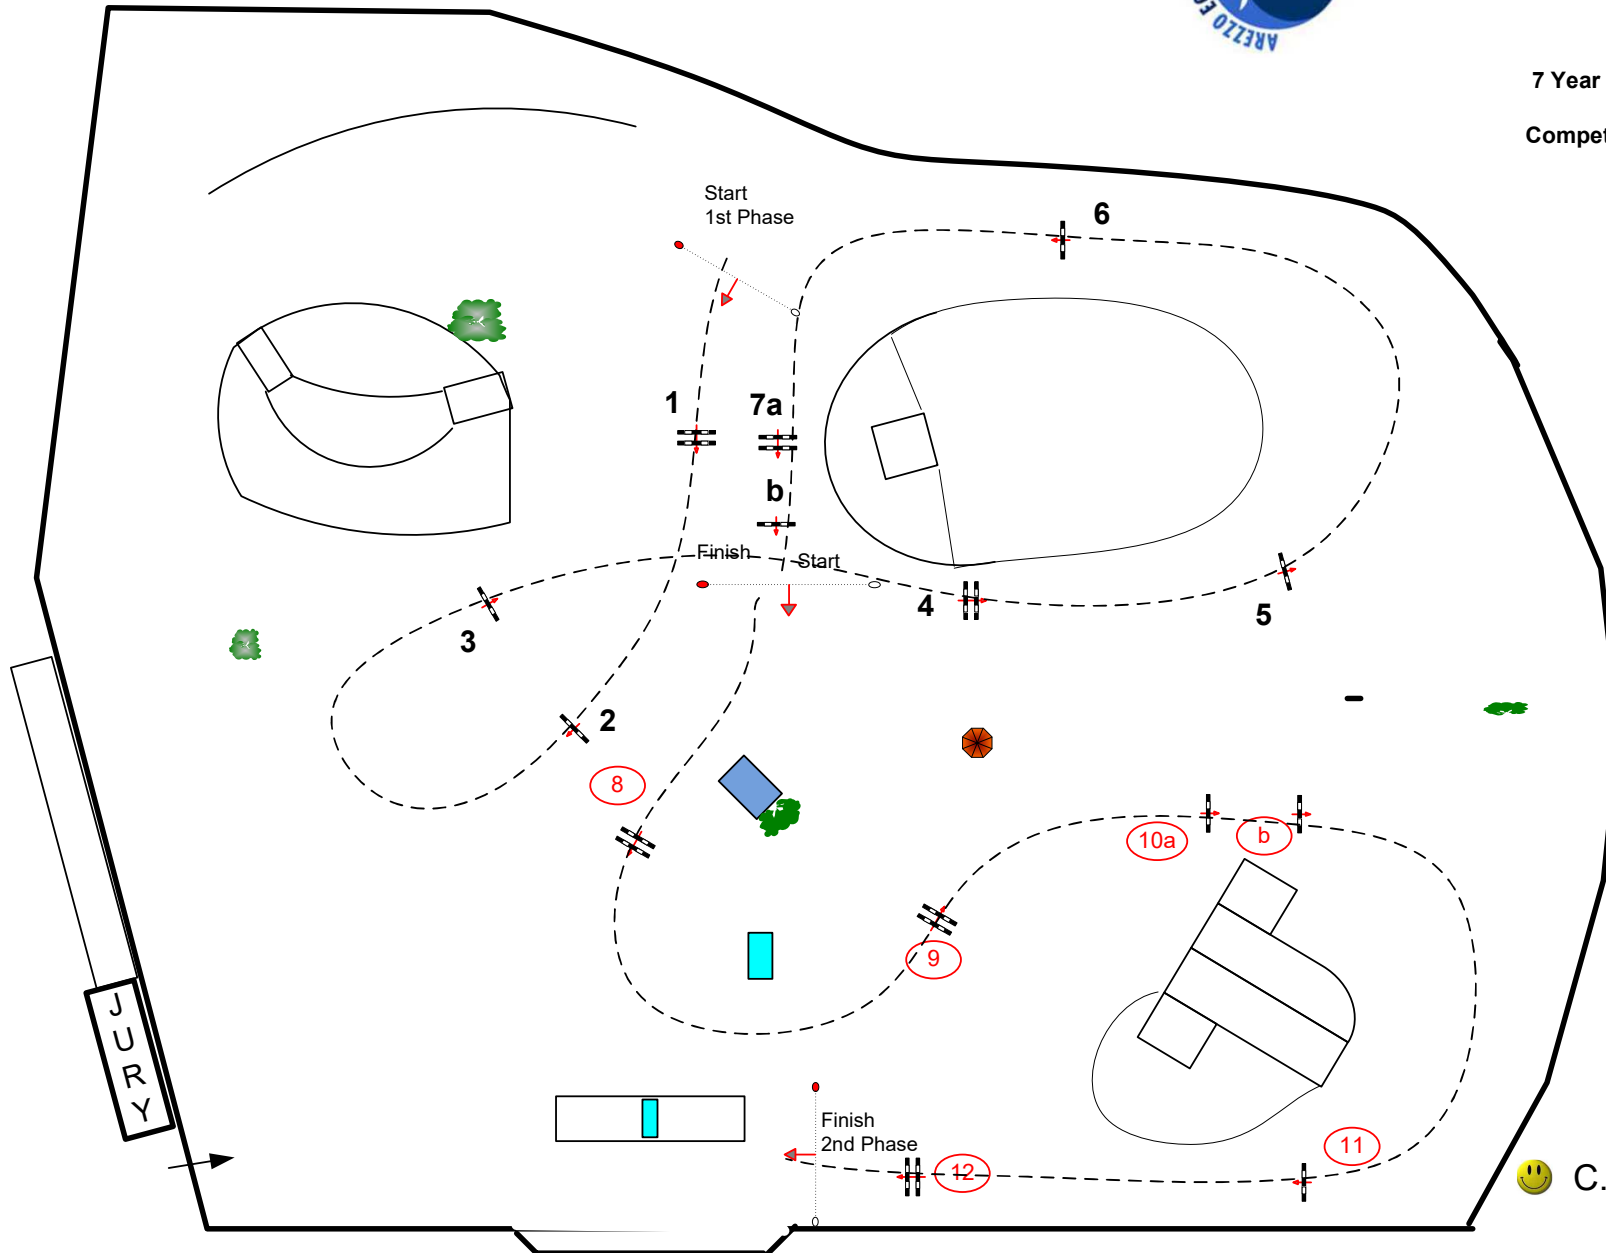 AREZZO
7 Year
Compet
Start
1st Phase
6
1
7a
b
Finish
Start
4
5
3
2
8
10a
b
9
JURY
Finish
2nd Phase
11
12
C.